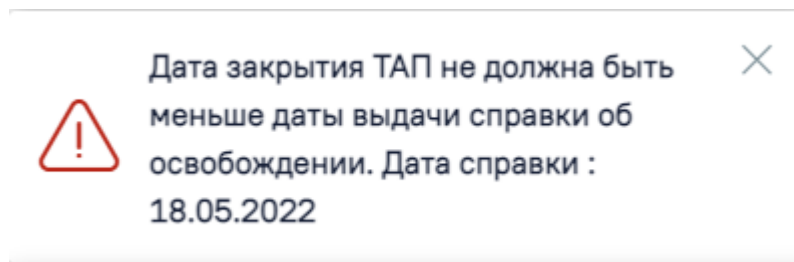 Дата закрытия ТАП не должна быть
меньше даты выдачи справки об
освобождении. Дата справки :
18.05.2022